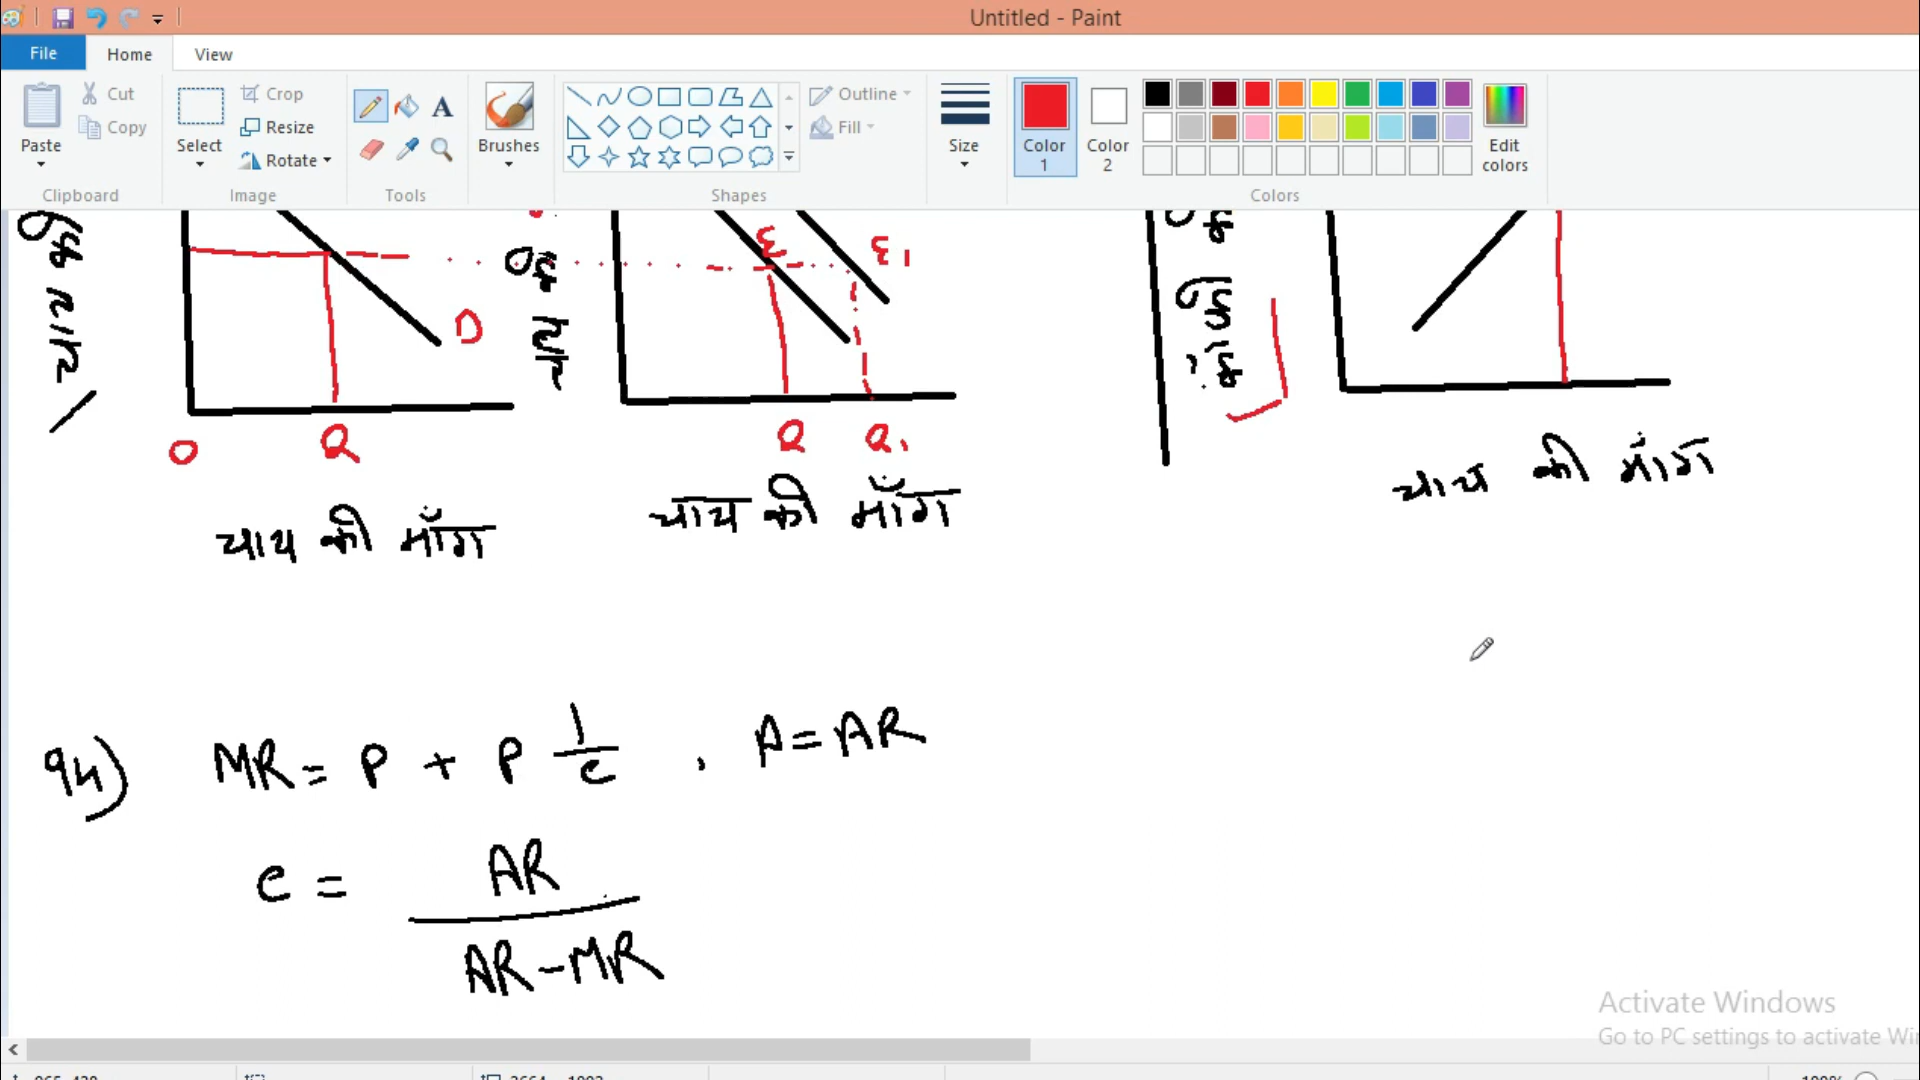 Untitled - Paint
File Home View
Paste Cut Copy Clipboard
Select Crop Resize Rotate Image
Tools
Brushes
Shapes
Outline Fill
Size
Color 1 Color 2 Edit colors Colors
E E1
D
O Q
Q Q1
चाय की माँग
चाय की माँग
चाय की माँग
MR = P + P 1/e , A = AR
e = AR
AR - MR
Activate Windows
Go to PC settings to activate Wi